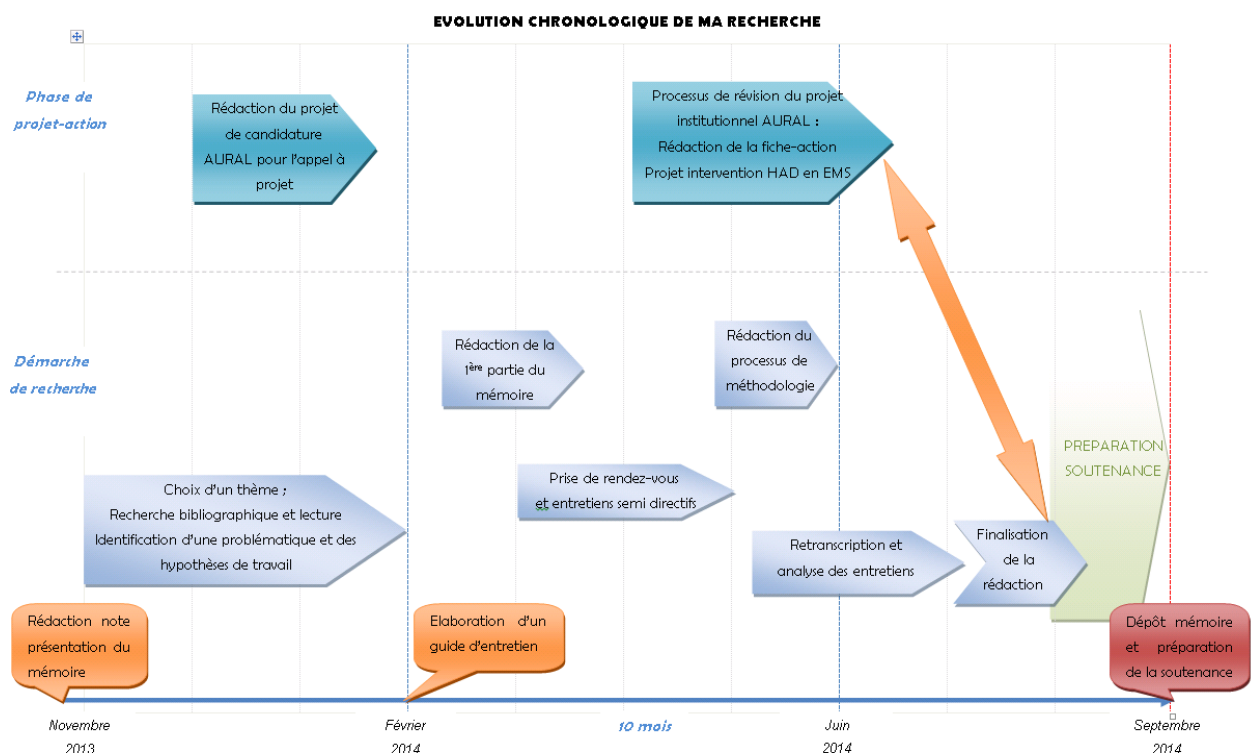 EVOLUTION CHRONOLOGIQUE DE MA RECHERCHE
Phase de
projet-action
Rédaction du projet
de candidature
AURAL pour l'appel à
projet
Processus de révision du projet
institutionnel AURAL :
Rédaction de la fiche-action
Projet intervention HAD en EMS
Démarche
de recherche
Rédaction de la
1ère partie du
mémoire
Rédaction du
processus de
méthodologie
PREPARATION
SOUTENANCE
Choix d'un thème ;
Recherche bibliographique et lecture
Identification d'une problématique et des
hypothèses de travail
Prise de rendez-vous
et entretiens semi directifs
Retranscription et
analyse des entretiens
Finalisation
de la
rédaction
Rédaction note
présentation du
mémoire
Elaboration d'un
guide d'entretien
Dépôt mémoire
et préparation
de la soutenance
Novembre
2013
Février
2014
10 mois
Juin
2014
Septembre
2014